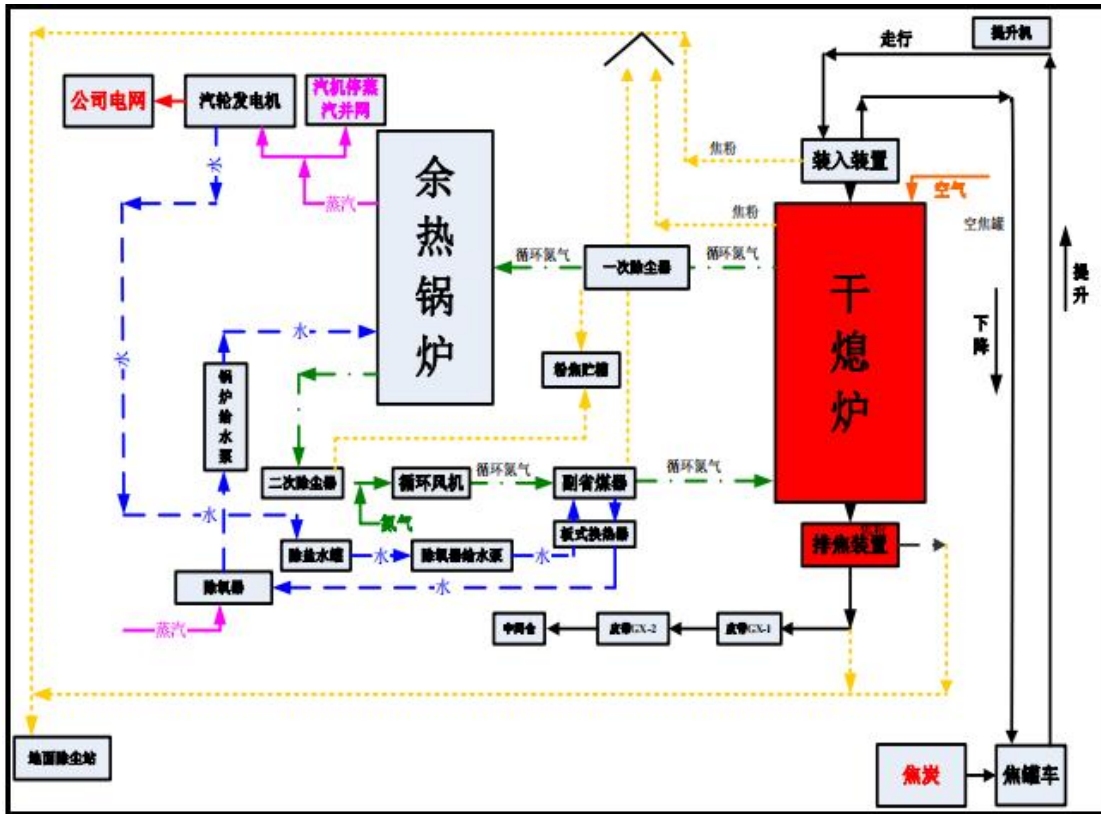 提升机
走行
公司电网
汽轮发电机
汽机停蒸
汽并网
水
焦粉
装入装置
余热锅炉
空气
蒸汽
焦粉
空焦罐
循环氮气
一次除尘器
循环氮气
干熄炉
提升
下降
水
水
粉焦贮槽
锅炉给水泵
二次除尘器
循环风机
循环氮气
副省煤器
循环氮气
氮气
水
板式换热器
排焦装置
除盐水罐
水
除氧器给水泵
水
除氧器
水
蒸汽
中间仓
皮带GX-2
皮带GX-1
地面除尘站
焦炭
焦罐车